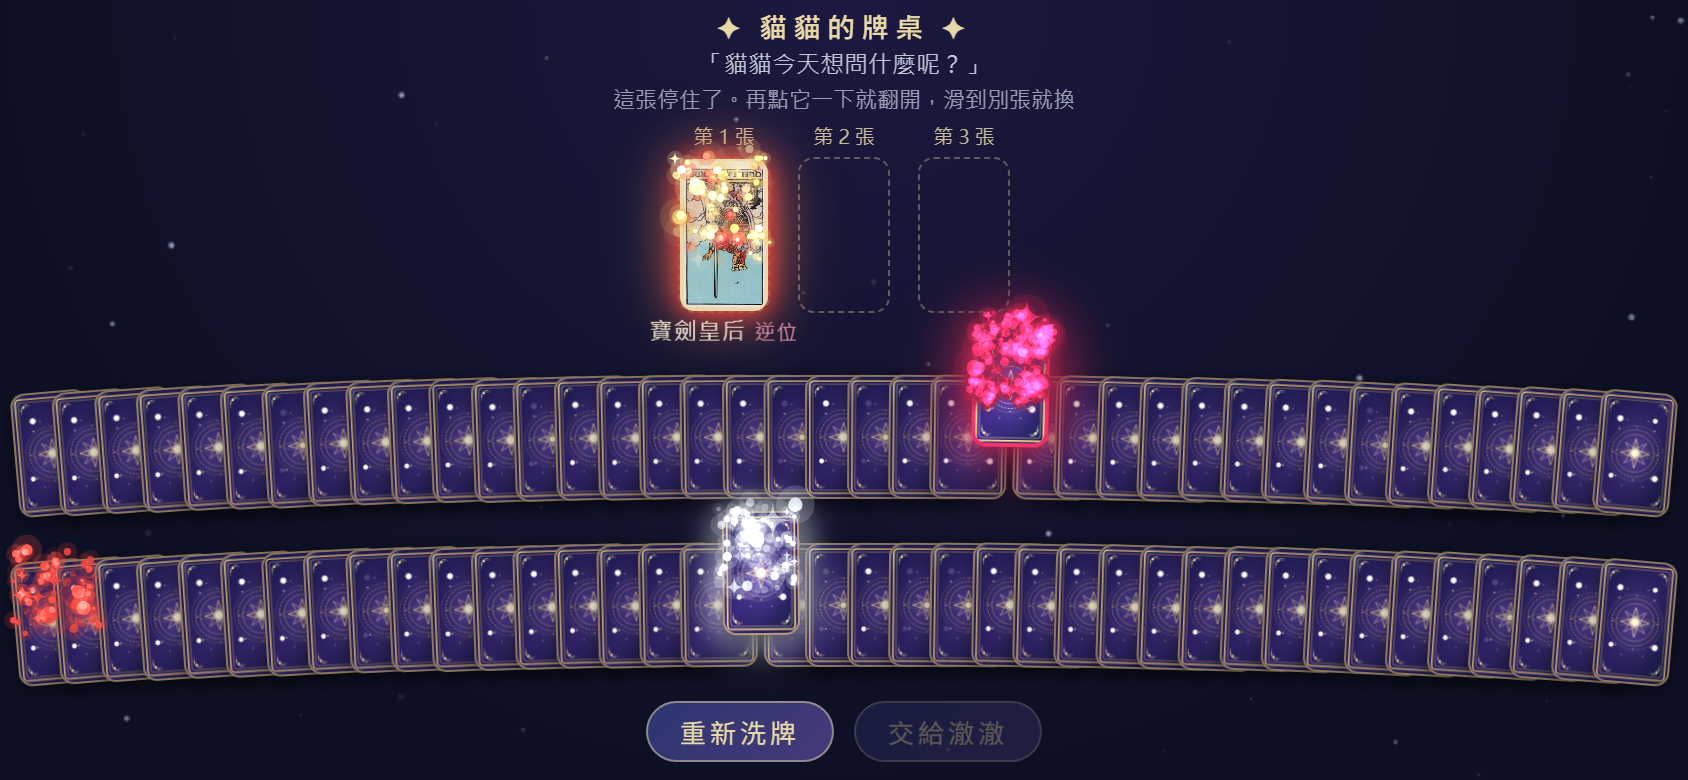 ✦ 貓貓的牌桌 ✦
「貓貓今天想問什麼呢？」
這張停住了。再點它一下就翻開，滑到別張就換
第 1 張
第 2 張
第 3 張
寶劍皇后 逆位
重新洗牌
交給澈澈